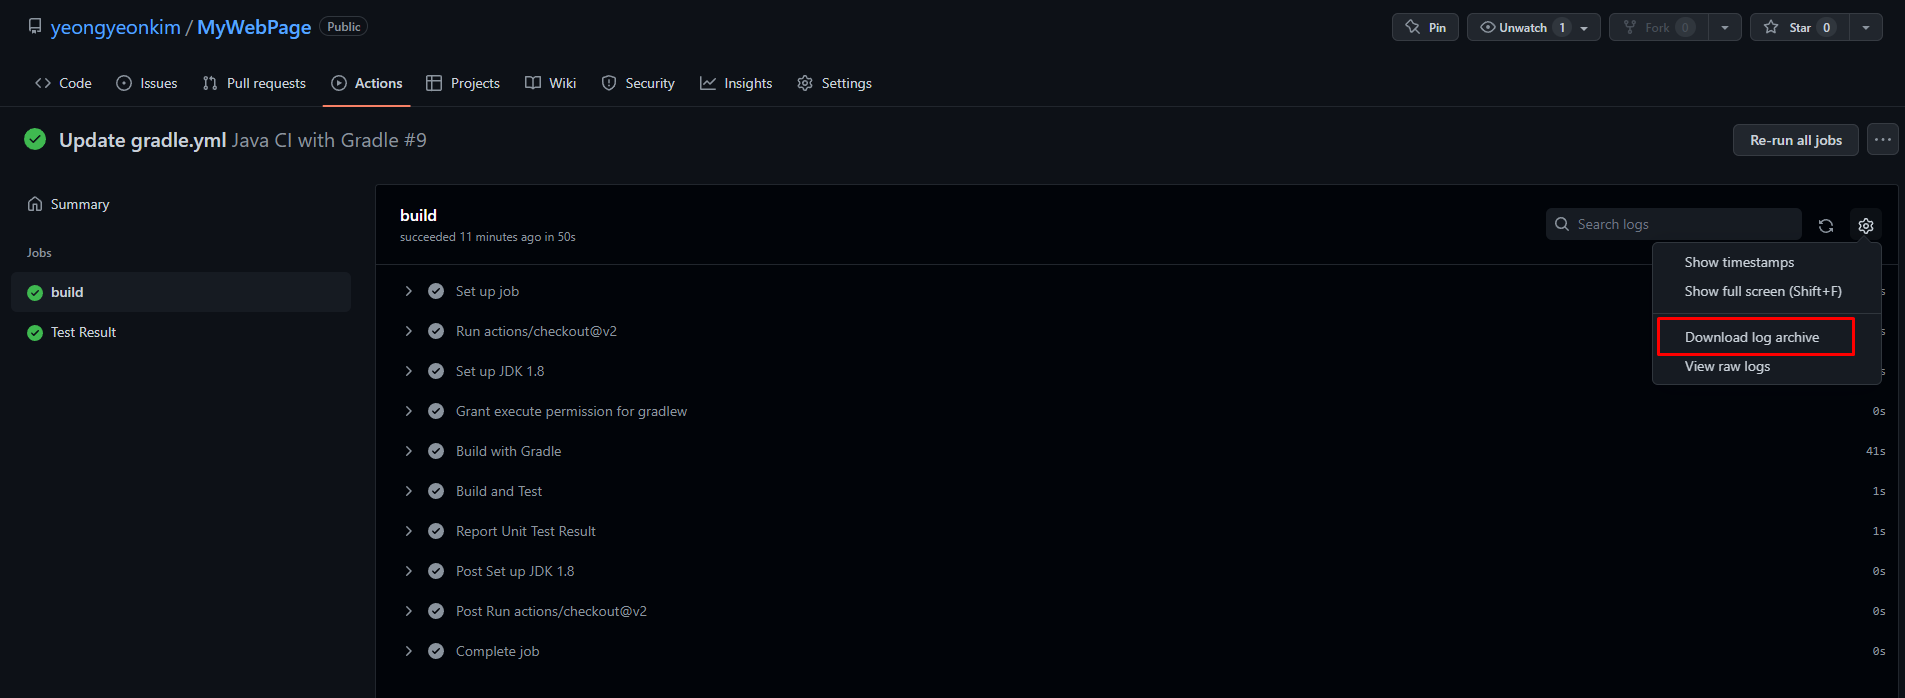 yeongyeonkim / MyWebPage Public
Pin Unwatch 1 Fork 0 Star 0
Code Issues Pull requests Actions Projects Wiki Security Insights Settings
Update gradle.yml Java CI with Gradle #9
Re-run all jobs ...
Summary
Jobs
build
Test Result
build
succeeded 11 minutes ago in 50s
Search logs
Show timestamps
Show full screen (Shift+F)
Download log archive
View raw logs
Set up job s
Run actions/checkout@v2 s
Set up JDK 1.8 s
Grant execute permission for gradlew 0s
Build with Gradle 41s
Build and Test 1s
Report Unit Test Result 1s
Post Set up JDK 1.8 0s
Post Run actions/checkout@v2 0s
Complete job 0s